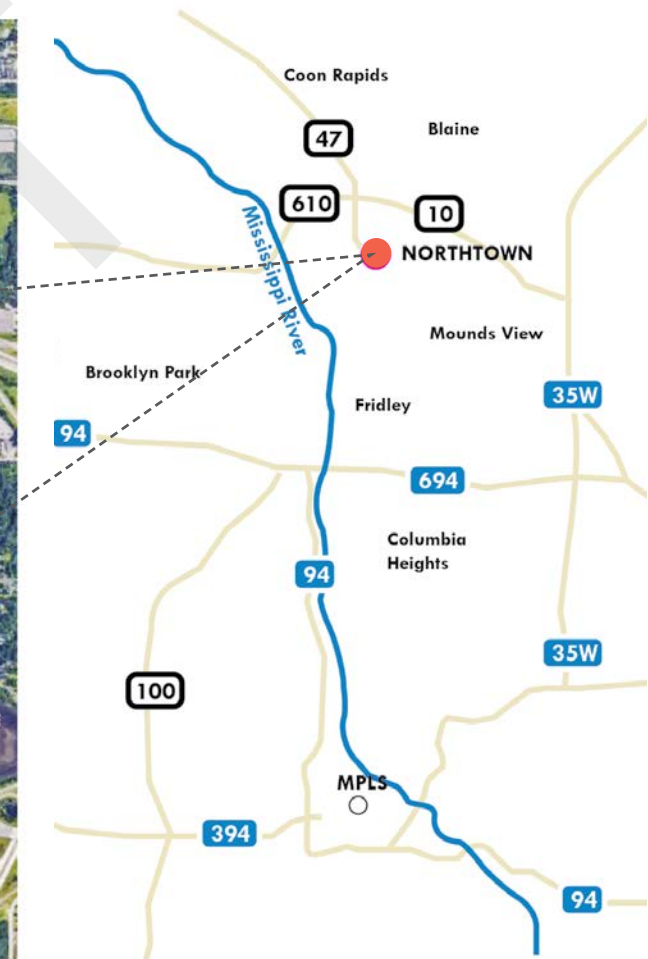 Coon Rapids
Blaine
47
610
10
NORTHTOWN
Mississippi River
Mounds View
Brooklyn Park
35W
Fridley
94
694
Columbia
Heights
94
35W
100
MPLS
394
94